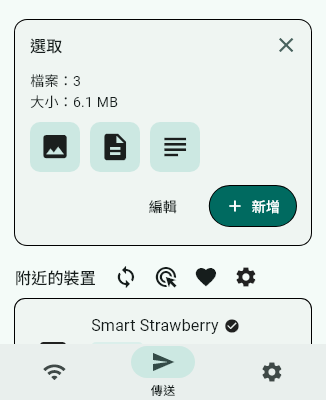 選取
檔案：3
大小：6.1 MB
編輯
新增
附近的裝置
Smart Strawberry
傳送